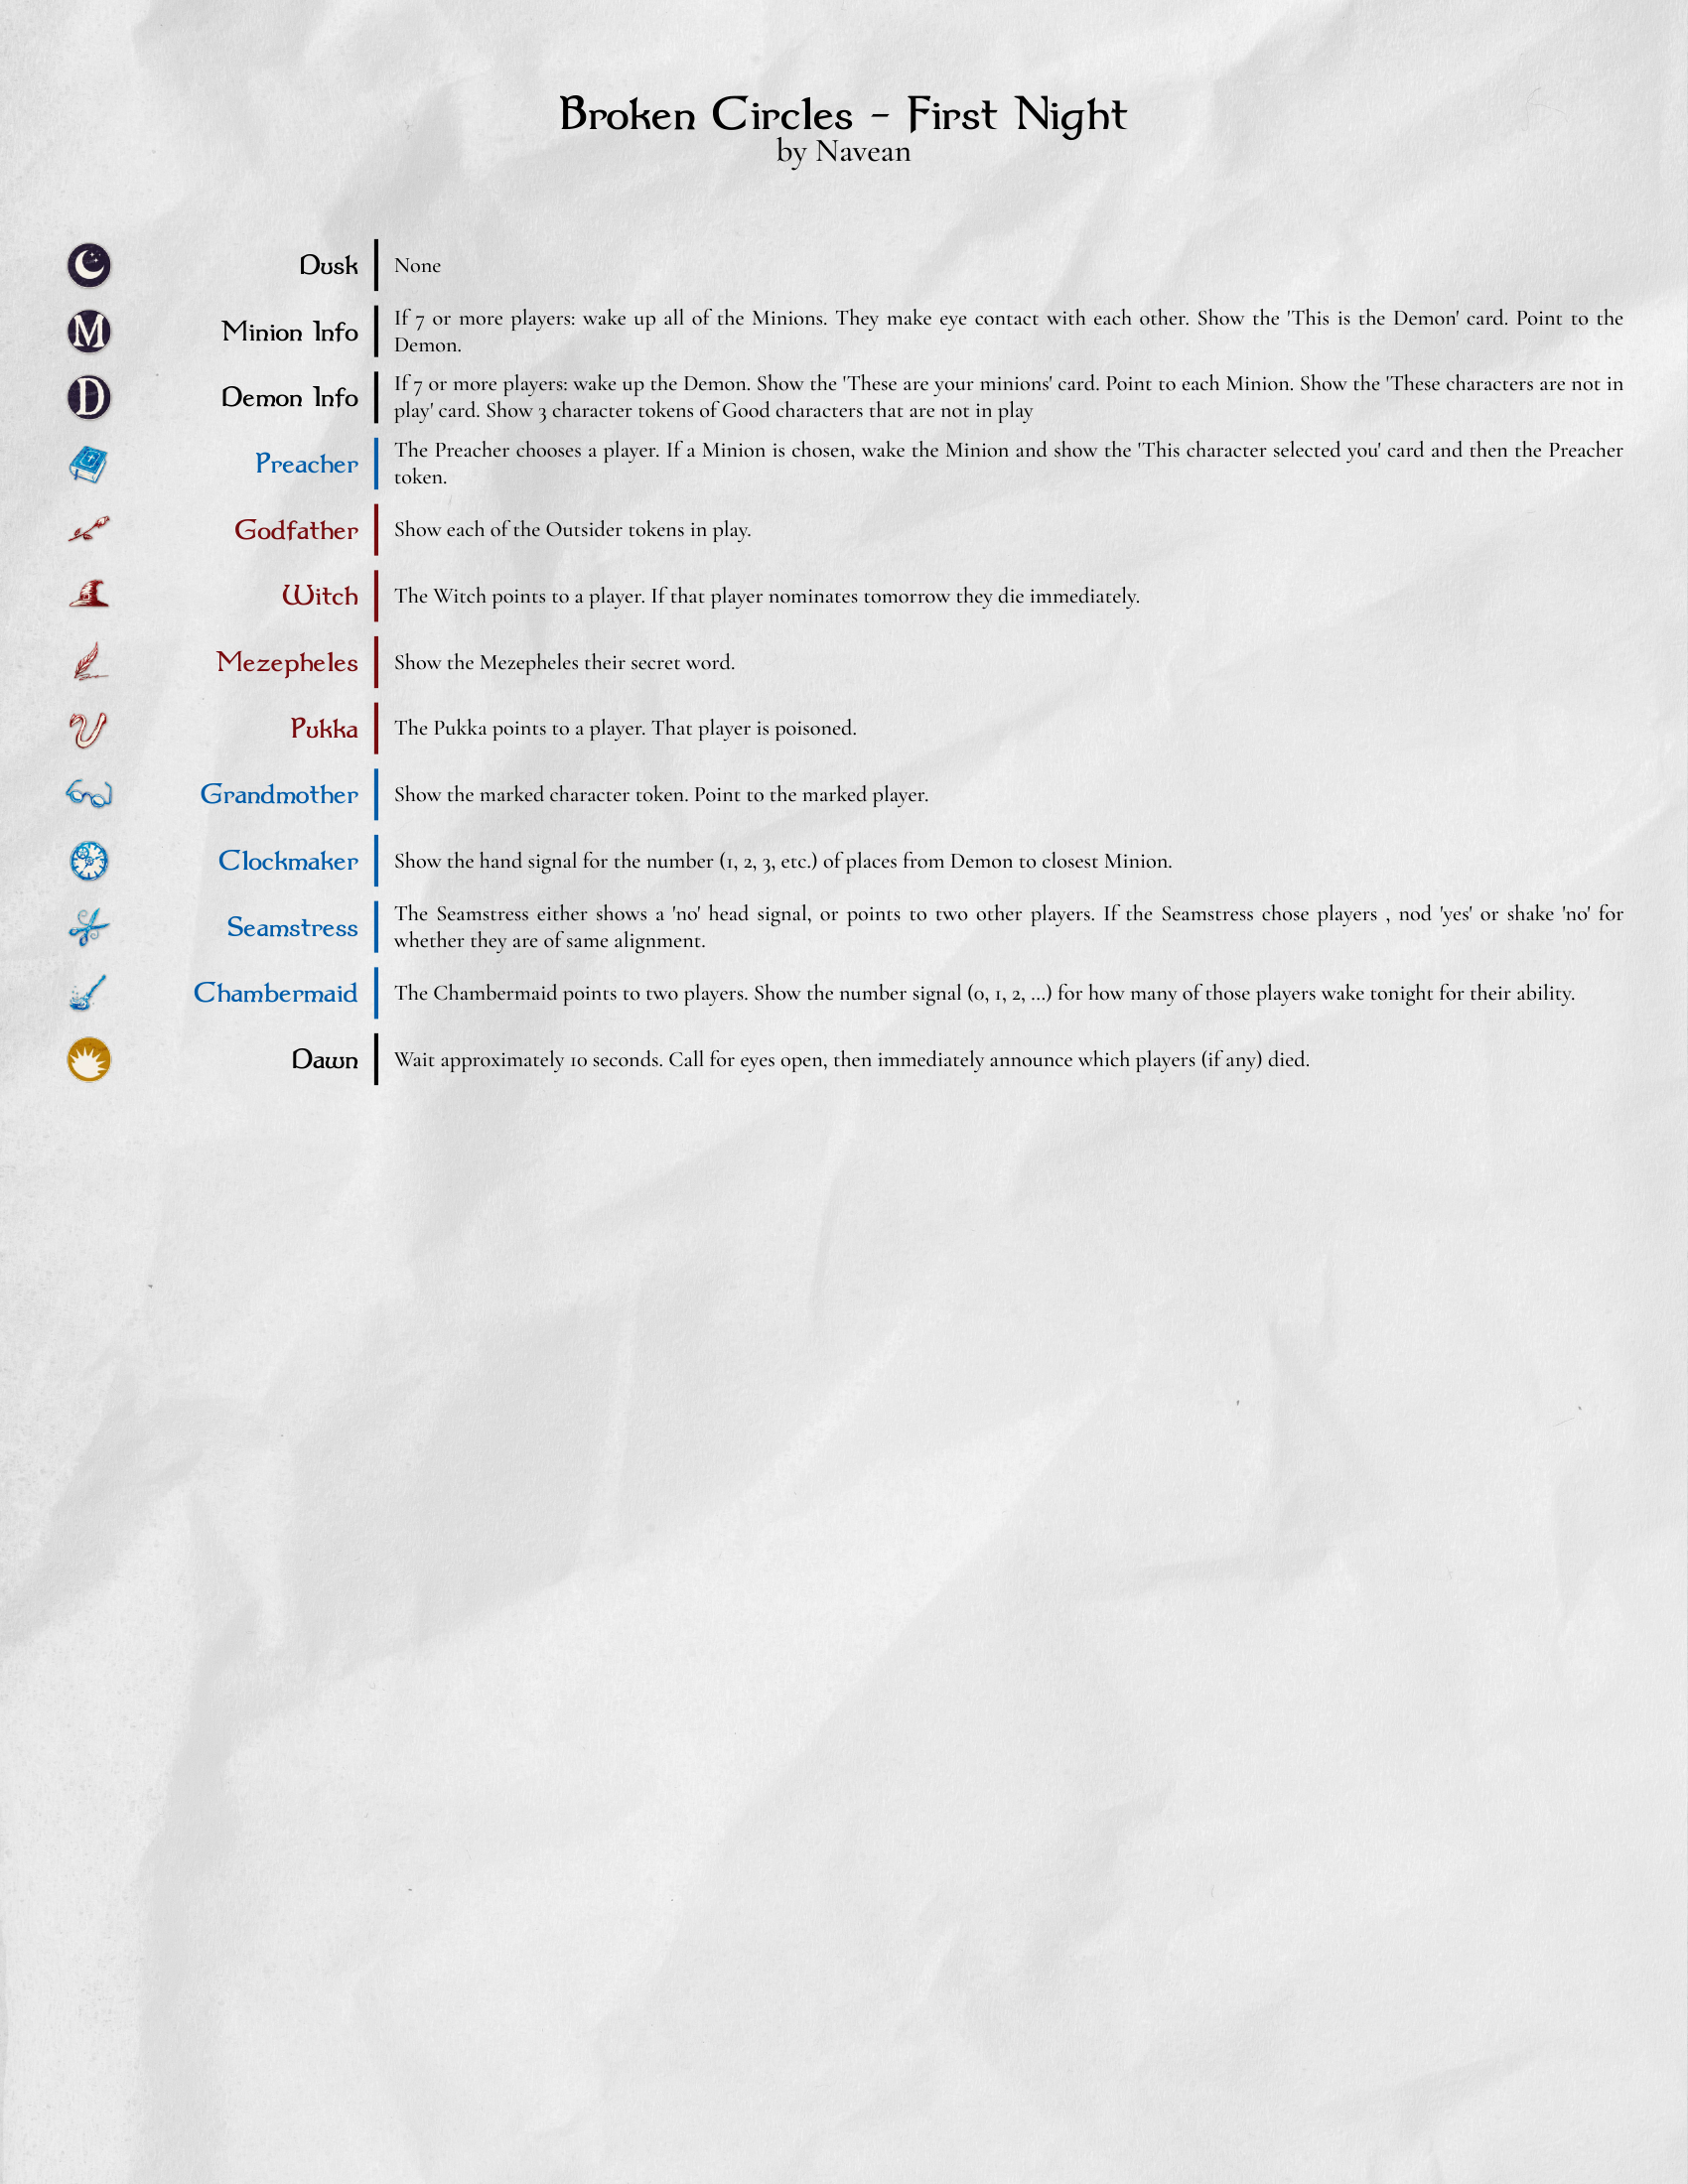 Broken Circles - First Night
by Navean
Dusk
None
M
Minion Info
If 7 or more players: wake up all of the Minions. They make eye contact with each other. Show the 'This is the Demon' card. Point to the
Demon.
D
Demon Info
If 7 or more players: wake up the Demon. Show the 'These are your minions' card. Point to each Minion. Show the 'These characters are not in
play' card. Show 3 character tokens of Good characters that are not in play
Preacher
The Preacher chooses a player. If a Minion is chosen, wake the Minion and show the 'This character selected you' card and then the Preacher
token.
Godfather
Show each of the Outsider tokens in play.
Witch
The Witch points to a player. If that player nominates tomorrow they die immediately.
Mezepheles
Show the Mezepheles their secret word.
Pukka
The Pukka points to a player. That player is poisoned.
Grandmother
Show the marked character token. Point to the marked player.
Clockmaker
Show the hand signal for the number (1, 2, 3, etc.) of places from Demon to closest Minion.
Seamstress
The Seamstress either shows a 'no' head signal, or points to two other players. If the Seamstress chose players , nod 'yes' or shake 'no' for
whether they are of same alignment.
Chambermaid
The Chambermaid points to two players. Show the number signal (0, 1, 2, ...) for how many of those players wake tonight for their ability.
Dawn
Wait approximately 10 seconds. Call for eyes open, then immediately announce which players (if any) died.